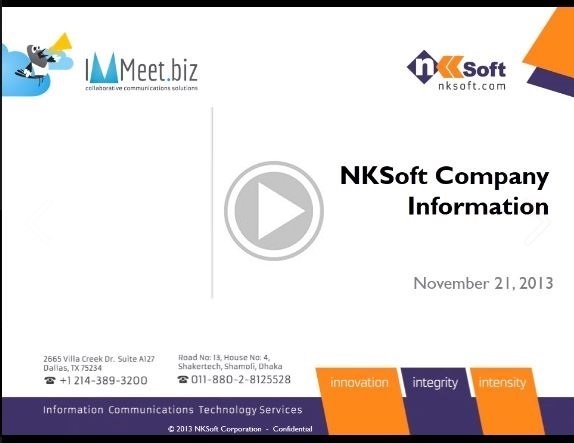 IMMeet.biz
collaborative communications solutions
nkSoft
nksoft.com
NKSoft Company
Information
November 21, 2013
2665 Villa Creek Dr. Suite A127
Dallas, TX 75234
☎ +1 214-389-3200
Road No: 13, House No: 4,
Shakertech, Shamoli, Dhaka
☎ 011-880-2-8125528
innovation
integrity
intensity
Information Communications Technology Services
© 2013 NKSoft Corporation - Confidential